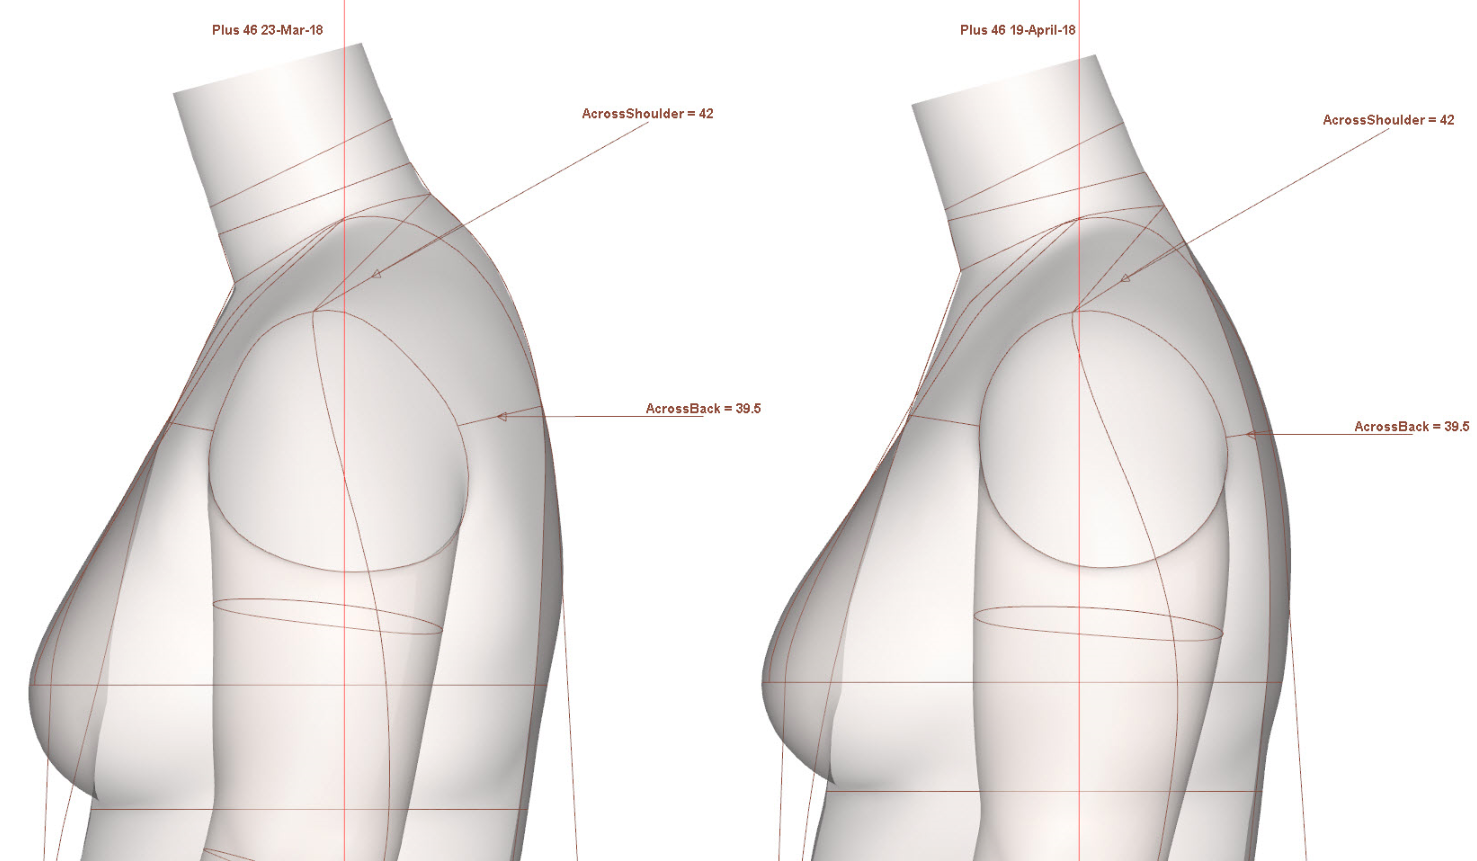 Plus 46 23-Mar-18
Plus 46 19-April-18
AcrossShoulder = 42
AcrossShoulder = 42
AcrossBack = 39.5
AcrossBack = 39.5